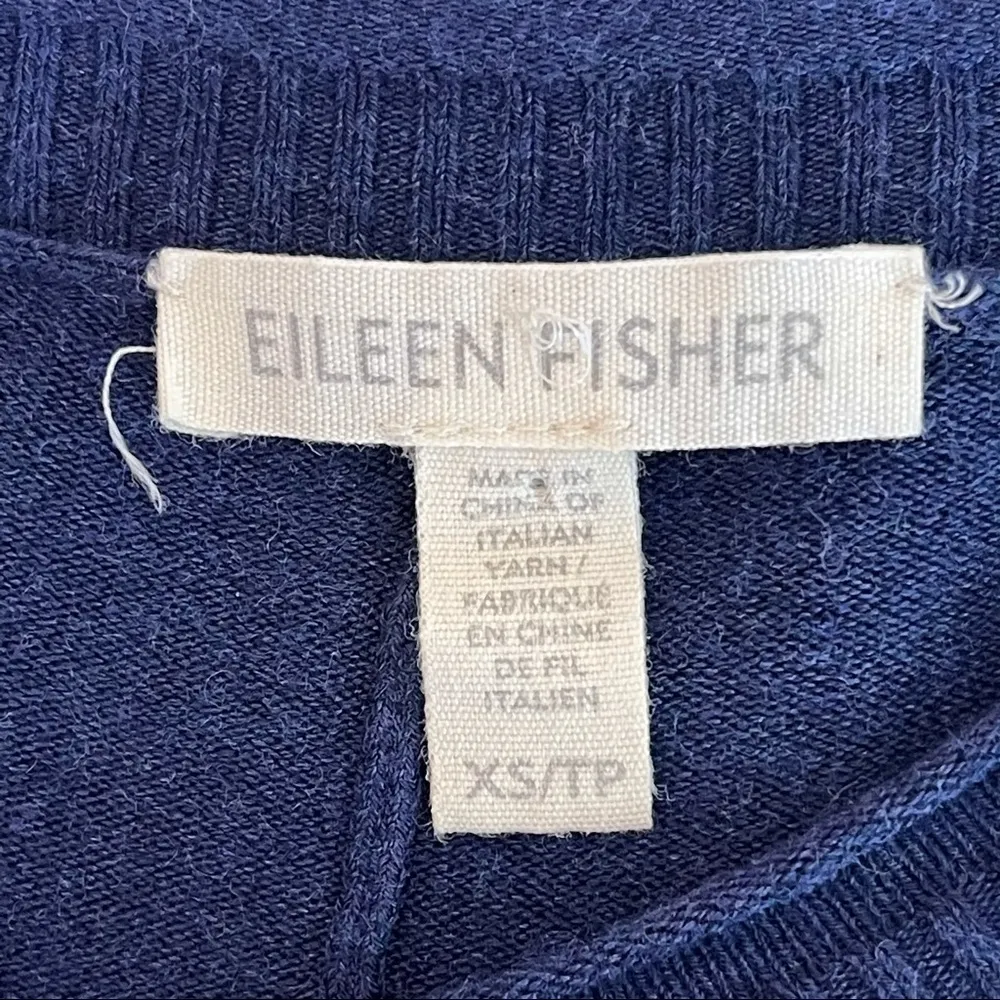 EILEEN FISHER
MADE IN
CHINA OF
ITALIAN
YARN /
FABRIQUÉ
EN CHINE
DE FIL
ITALIEN
XS/TP